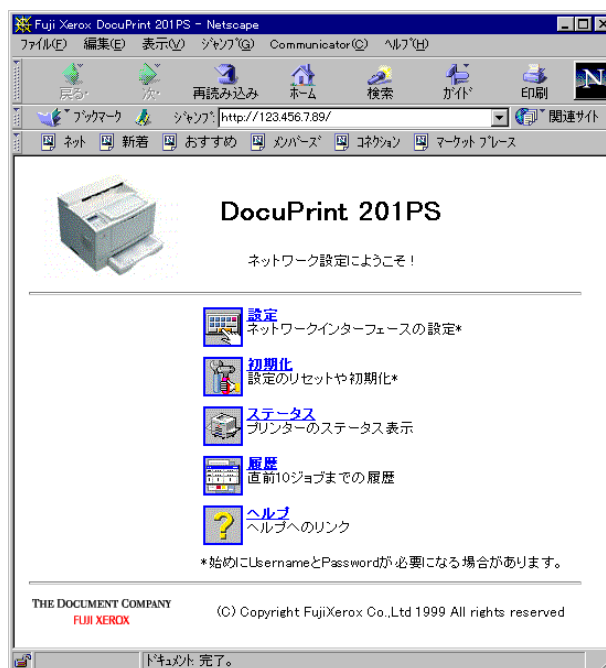 Fuji Xerox DocuPrint 201PS - Netscape
ファイル(F) 編集(E) 表示(V) ジャンプ(G) Communicator(C) ヘルプ(H)
戻る 次 再読み込み ホーム 検索 ガイド 印刷 N
ブックマーク ジャンプ: http://123.456.7.89/ 関連サイト
ネット 新着 おすすめ メンバーズ コネクション マーケットプレース
DocuPrint 201PS
ネットワーク設定にようこそ！
設定
ネットワークインターフェースの設定*
初期化
設定のリセットや初期化*
ステータス
プリンターのステータス表示
履歴
直前10ジョブまでの履歴
ヘルプ
ヘルプへのリンク
*始めにUsernameとPasswordが必要になる場合があります。
THE DOCUMENT COMPANY
FUJI XEROX
(C) Copyright FujiXerox Co.,Ltd 1999 All rights reserved
ドキュメント: 完了。